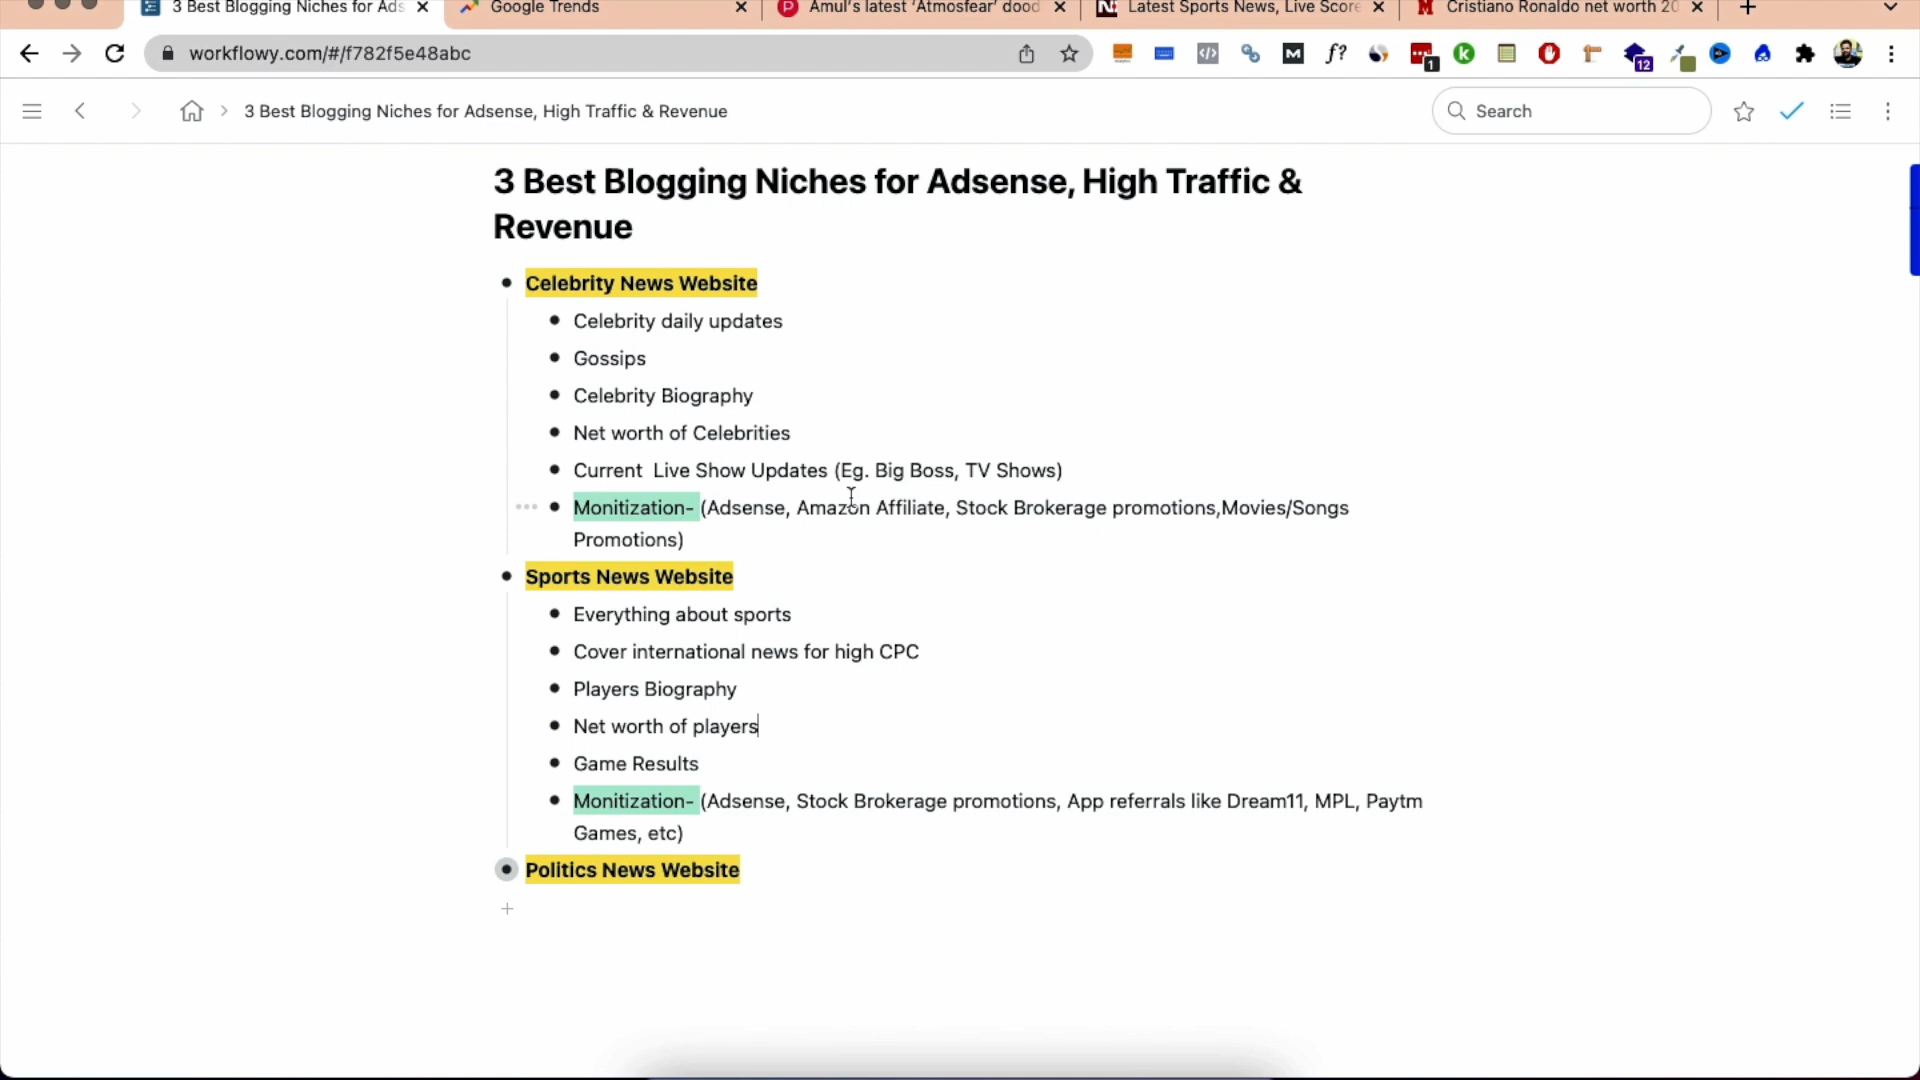 3 Best Blogging Niches for Ads
Google Trends
Amul's latest 'Atmosfear' dood
Latest Sports News, Live Score
Cristiano Ronaldo net worth 20
workflowy.com/#/f782f5e48abc
1
12
3 Best Blogging Niches for Adsense, High Traffic & Revenue
Search
3 Best Blogging Niches for Adsense, High Traffic &
Revenue
Celebrity News Website
Celebrity daily updates
Gossips
Celebrity Biography
Net worth of Celebrities
Current  Live Show Updates (Eg. Big Boss, TV Shows)
Monitization- (Adsense, Amazon Affiliate, Stock Brokerage promotions,Movies/Songs
Promotions)
Sports News Website
Everything about sports
Cover international news for high CPC
Players Biography
Net worth of players
Game Results
Monitization- (Adsense, Stock Brokerage promotions, App referrals like Dream11, MPL, Paytm
Games, etc)
Politics News Website